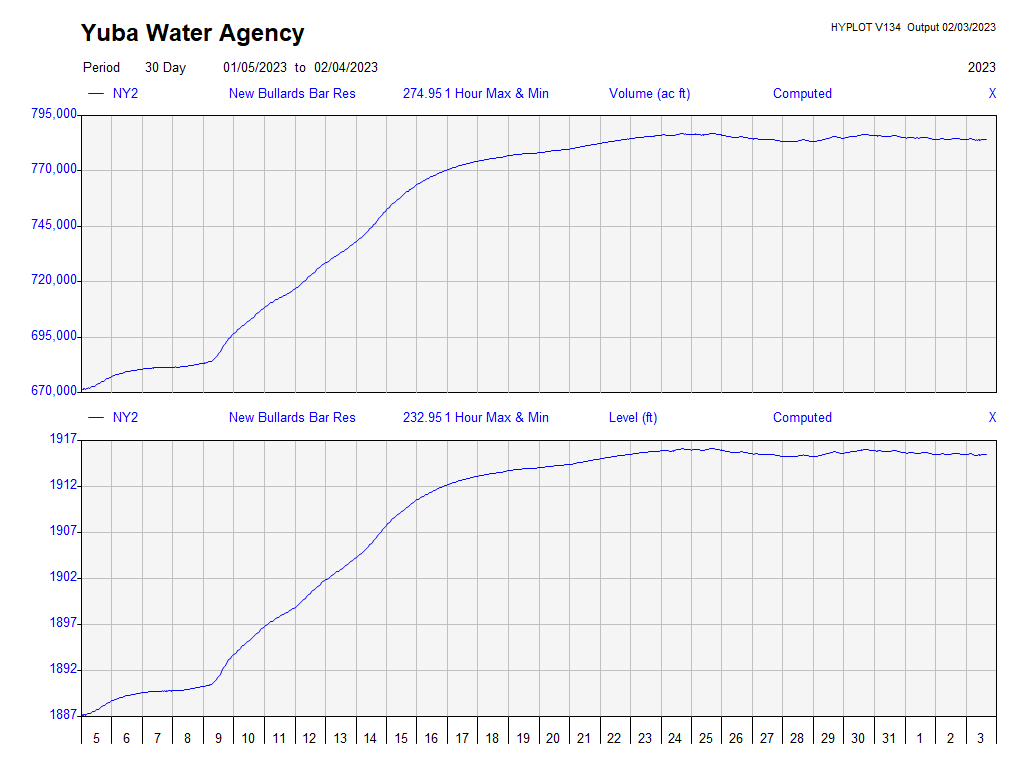 Yuba Water Agency
HYPLOT V134 Output 02/03/2023
Period 30 Day 01/05/2023 to 02/04/2023 2023
NY2 New Bullards Bar Res 274.95 1 Hour Max & Min Volume (ac ft) Computed X
795,000
770,000
745,000
720,000
695,000
670,000
NY2 New Bullards Bar Res 232.95 1 Hour Max & Min Level (ft) Computed X
1917
1912
1907
1902
1897
1892
1887
5 6 7 8 9 10 11 12 13 14 15 16 17 18 19 20 21 22 23 24 25 26 27 28 29 30 31 1 2 3